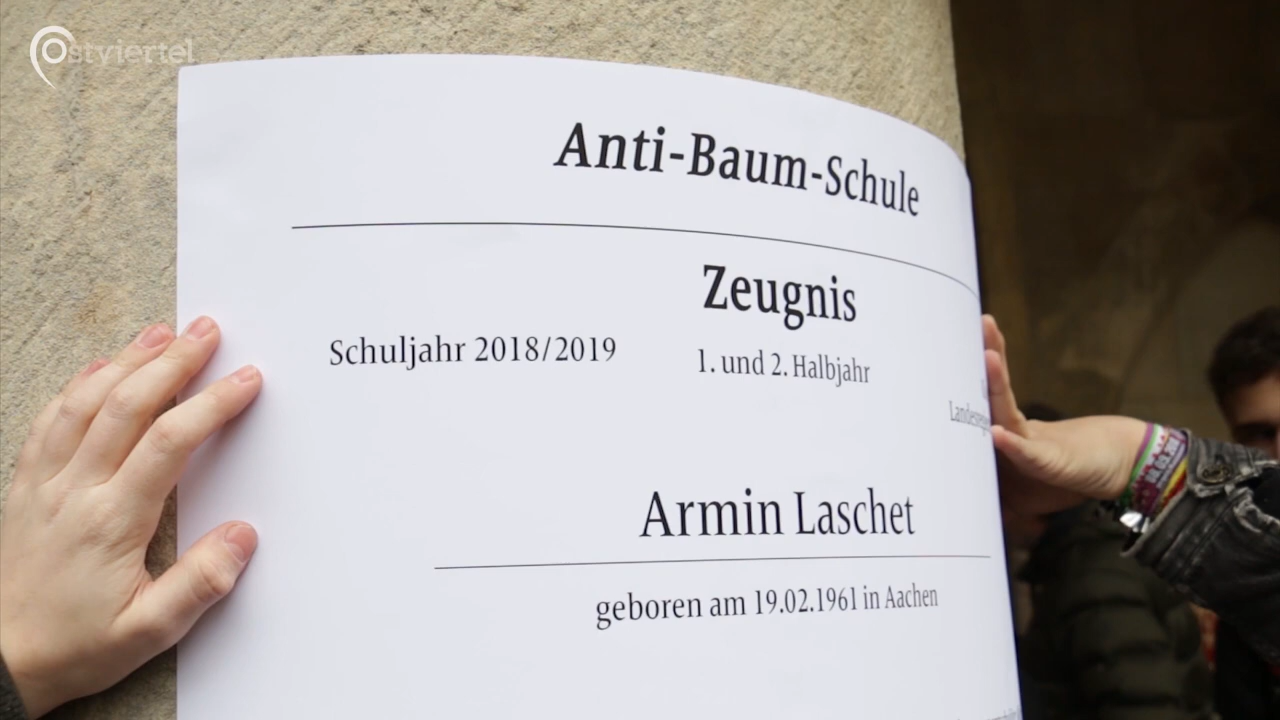 Ostviertel
Anti-Baum-Schule
Zeugnis
Schuljahr 2018/2019
1. und 2. Halbjahr
Armin Laschet
geboren am 19.02.1961 in Aachen